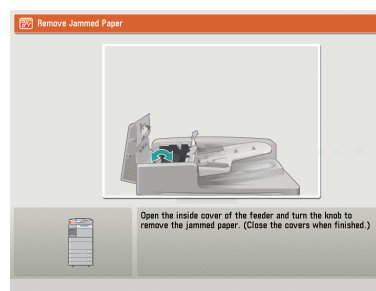 Remove Jammed Paper
Open the inside cover of the feeder and turn the knob to
remove the jammed paper. (Close the covers when finished.)